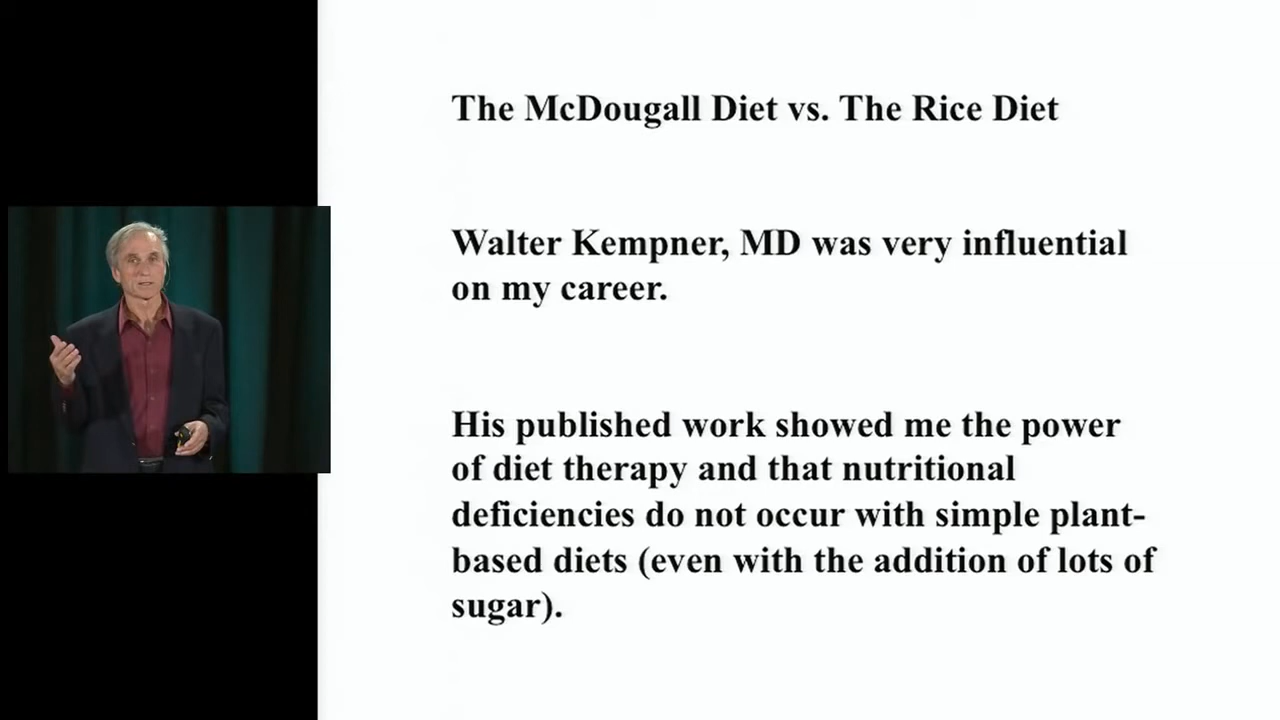 The McDougall Diet vs. The Rice Diet
Walter Kempner, MD was very influential
on my career.
His published work showed me the power
of diet therapy and that nutritional
deficiencies do not occur with simple plant-
based diets (even with the addition of lots of
sugar).